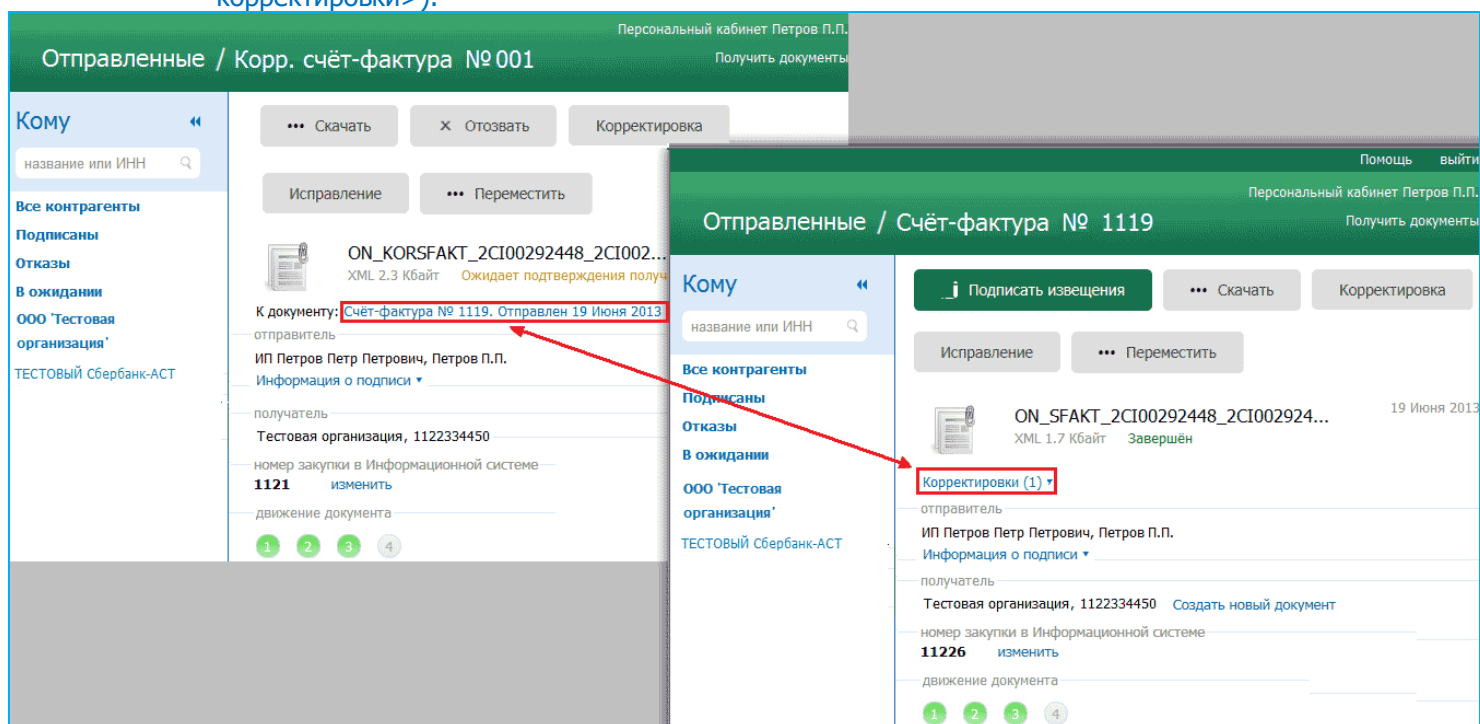 корректировки>).
Персональный кабинет Петров П.П.
Отправленные / Корр. счёт-фактура № 001
Получить документы
Кому
название или ИНН
Все контрагенты
Подписаны
Отказы
В ожидании
ООО 'Тестовая
организация'
ТЕСТОВЫЙ Сбербанк-АСТ
••• Скачать
× Отозвать
Корректировка
Исправление
••• Переместить
ON_KORSFAKT_2CI00292448_2CI002...
XML 2.3 Кбайт Ожидает подтверждения
К документу: Счёт-фактура № 1119. Отправлен 19 Июня 2013
отправитель
ИП Петров Петр Петрович, Петров П.П.
Информация о подписи
получатель
Тестовая организация, 1122334450
номер закупки в Информационной системе
1121 изменить
движение документа
1 2 3 4
Помощь выйти
Персональный кабинет Петров П.П.
Отправленные / Счёт-фактура № 1119
Получить документы
Кому
название или ИНН
Все контрагенты
Подписаны
Отказы
В ожидании
ООО 'Тестовая
организация'
ТЕСТОВЫЙ Сбербанк-АСТ
Подписать извещения
••• Скачать
Корректировка
Исправление
••• Переместить
19 Июня 2013
ON_SFAKT_2CI00292448_2CI002924...
XML 1.7 Кбайт Завершён
Корректировки (1)
отправитель
ИП Петров Петр Петрович, Петров П.П.
Информация о подписи
получатель
Тестовая организация, 1122334450 Создать новый документ
номер закупки в Информационной системе
11226 изменить
движение документа
1 2 3 4